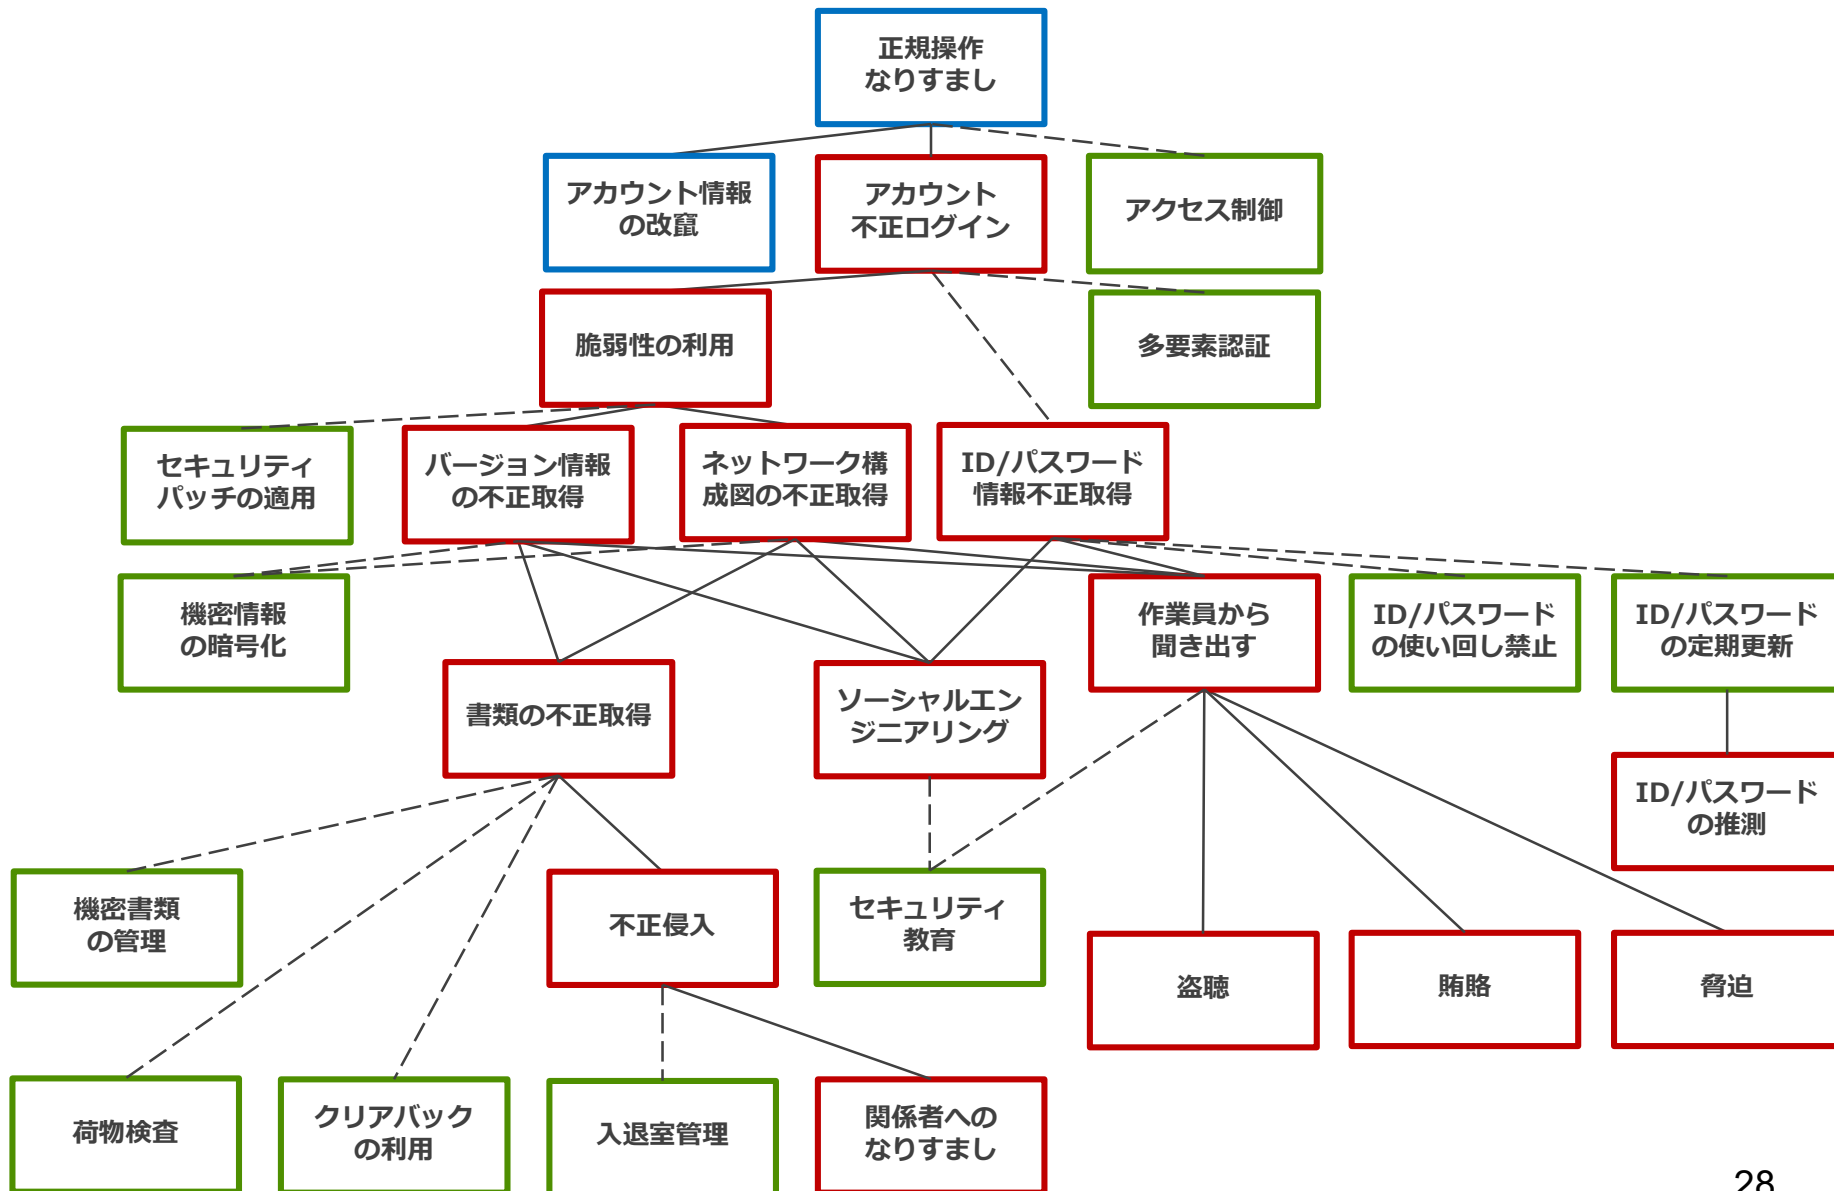 正規操作
なりすまし
アカウント情報
の改竄
アカウント
不正ログイン
アクセス制御
脆弱性の利用
多要素認証
セキュリティ
パッチの適用
バージョン情報
の不正取得
ネットワーク構
成図の不正取得
ID/パスワード
情報不正取得
機密情報
の暗号化
作業員から
聞き出す
ID/パスワード
の使い回し禁止
ID/パスワード
の定期更新
書類の不正取得
ソーシャルエン
ジニアリング
ID/パスワード
の推測
機密書類
の管理
不正侵入
セキュリティ
教育
盗聴
賄賂
脅迫
荷物検査
クリアバック
の利用
入退室管理
関係者への
なりすまし
28